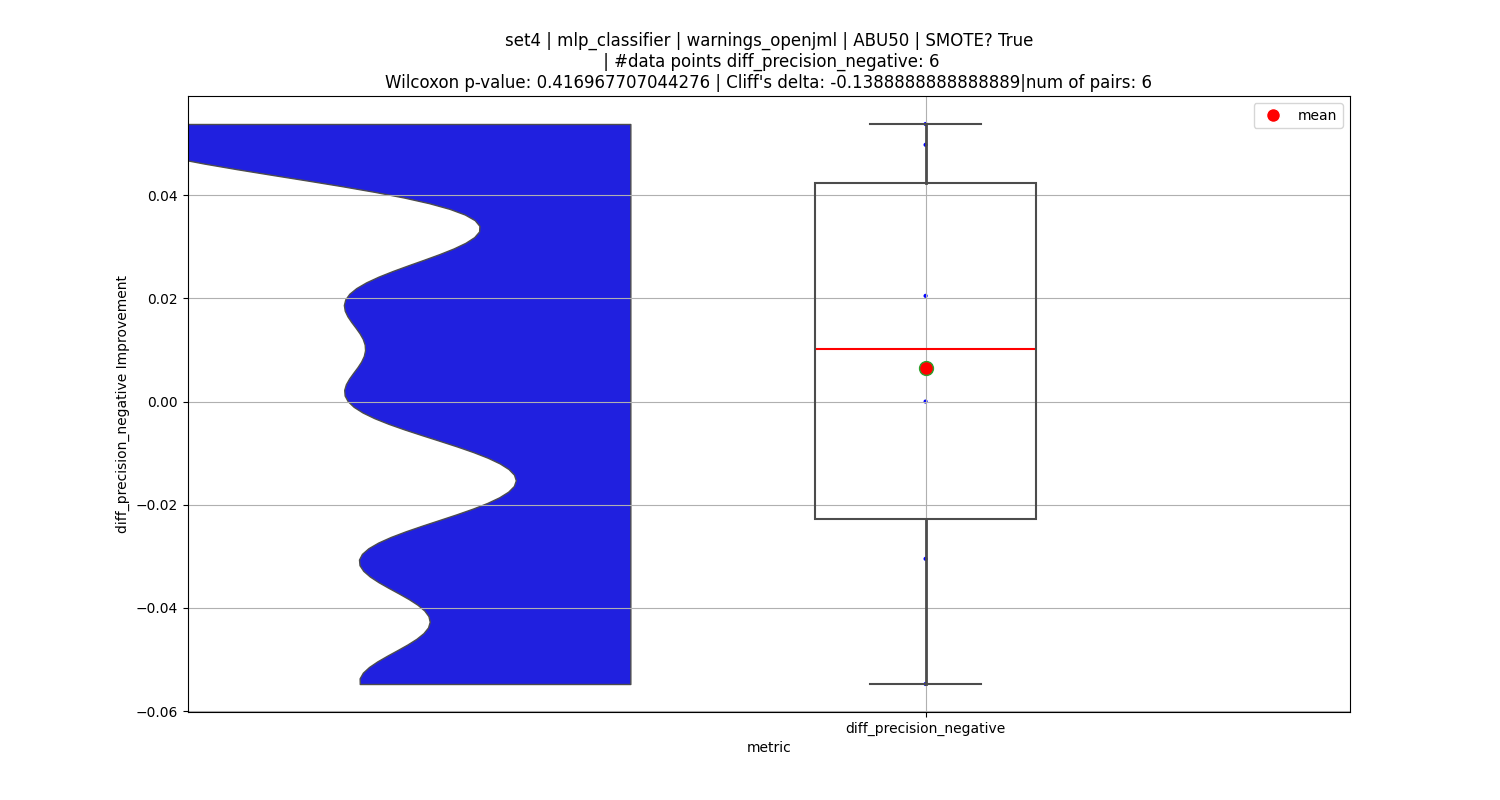 set4 | mlp_classifier | warnings_openjml | ABU50 | SMOTE? True
| #data points diff_precision_negative: 6
Wilcoxon p-value: 0.416967707044276 | Cliff's delta: -0.1388888888888889|num of pairs: 6
mean
0.04
0.02
0.00
−0.02
−0.04
−0.06
diff_precision_negative Improvement
diff_precision_negative
metric